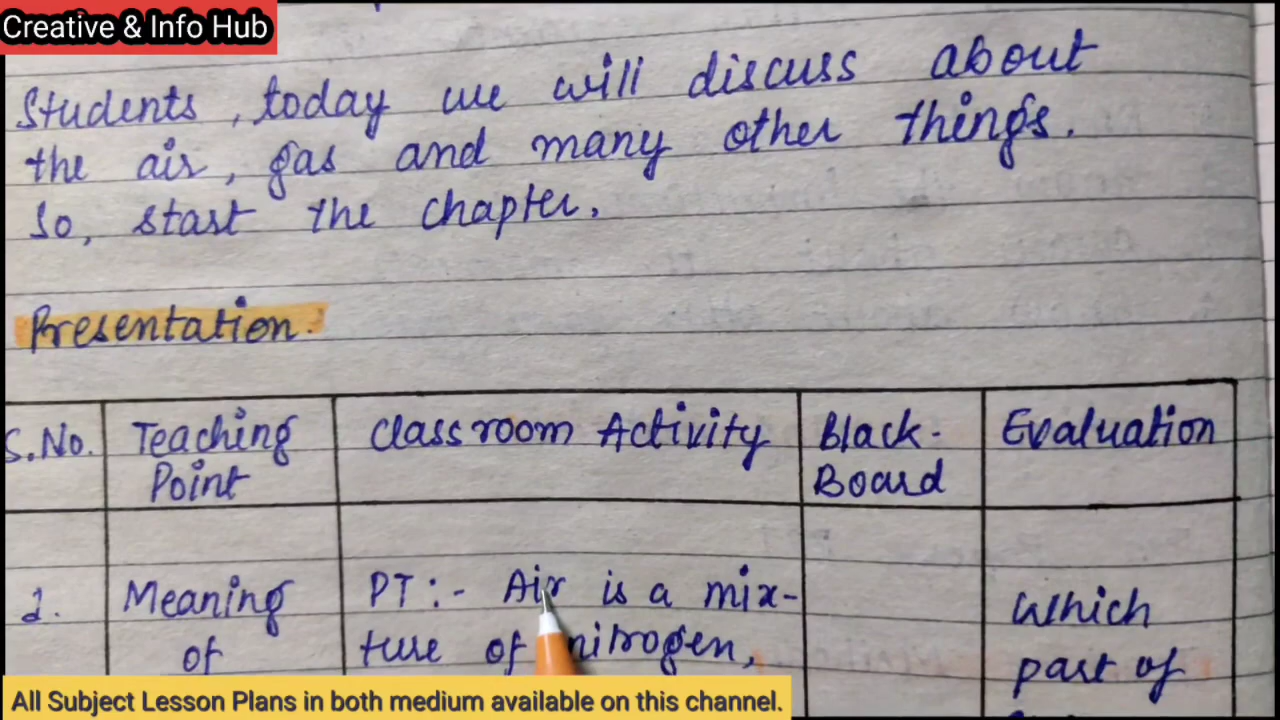 Creative & Info Hub
Students, today we will discuss about
the air, gas and many other things.
So, start the chapter.
Presentation.
S.No. Teaching Point Classroom Activity Black-Board Evaluation
1. Meaning PT:- Air is a mix- Which
of ture of nitrogen, part of
All Subject Lesson Plans in both medium available on this channel.